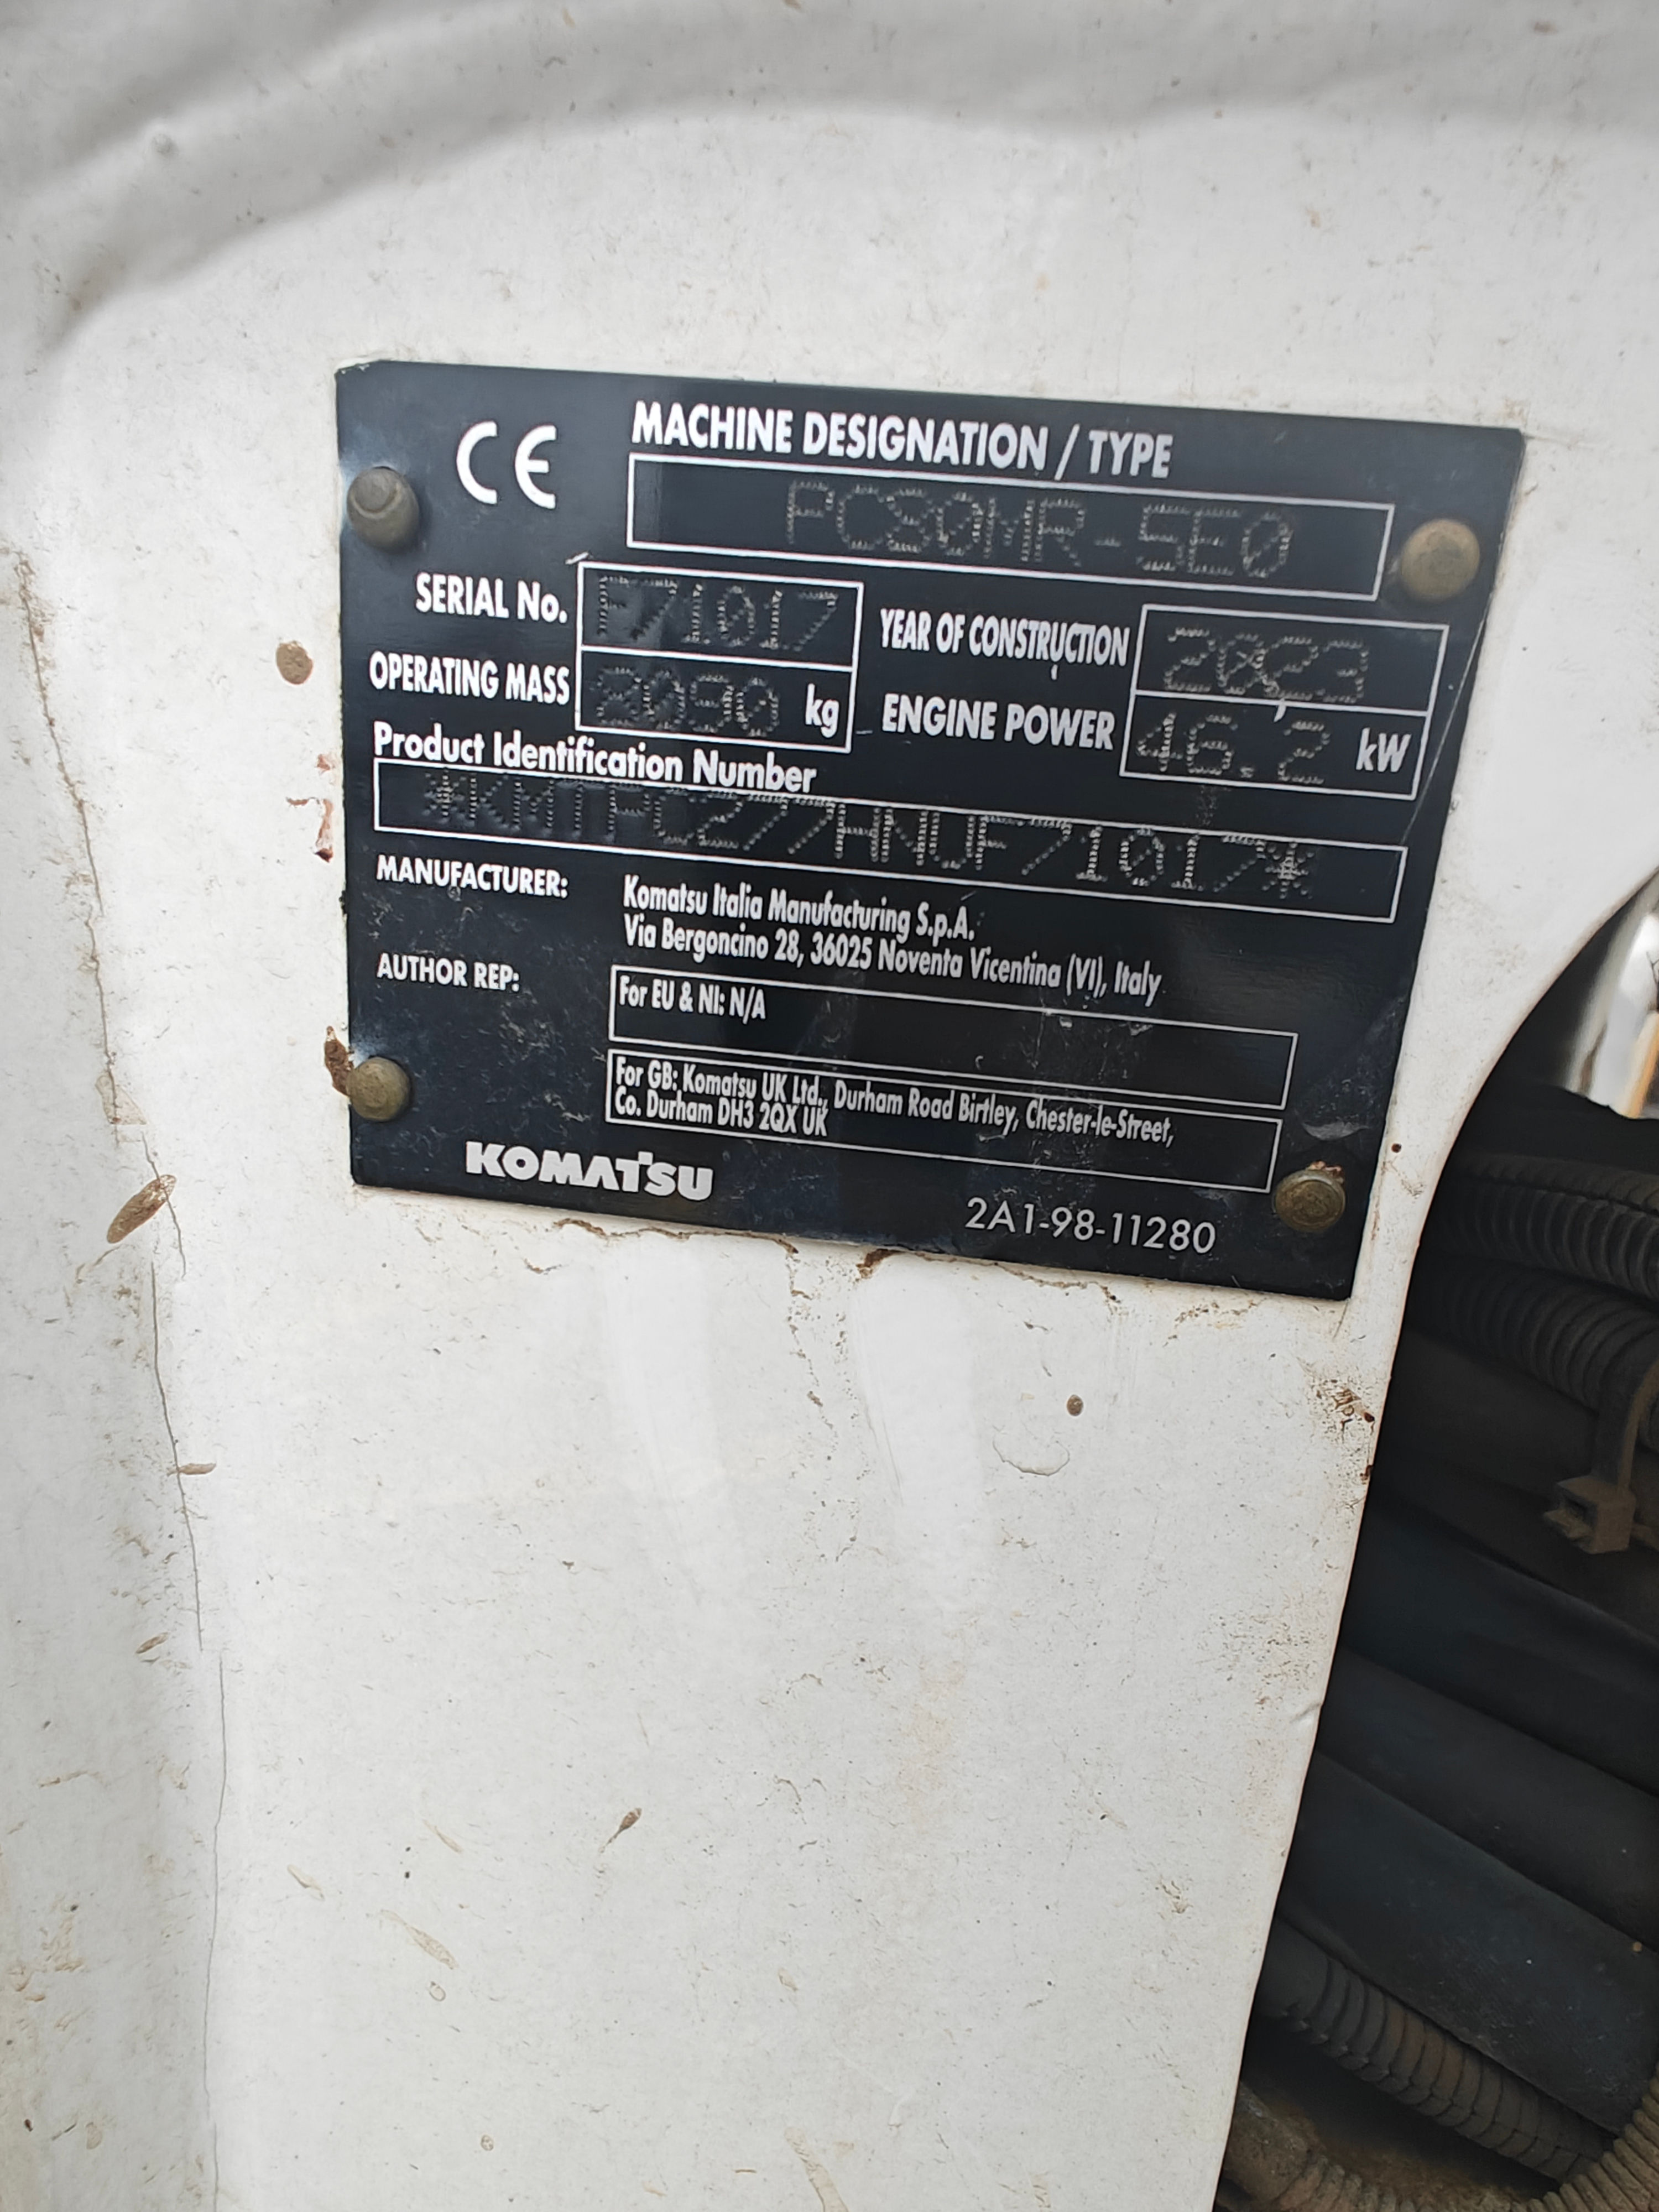 CE
MACHINE DESIGNATION / TYPE
PC80MR-5E0
SERIAL No. F71017
YEAR OF CONSTRUCTION
OPERATING MASS kg
ENGINE POWER 46.2 kW
Product Identification Number
*KMTPC277HNUF71017*
MANUFACTURER: Komatsu Italia Manufacturing S.p.A.
Via Bergoncino 28, 36025 Noventa Vicentina (VI), Italy
AUTHOR REP: For EU & NI: N/A
For GB: Komatsu UK Ltd., Durham Road Birtley, Chester-le-Street,
Co. Durham DH3 2QX UK
KOMATSU
2A1-98-11280